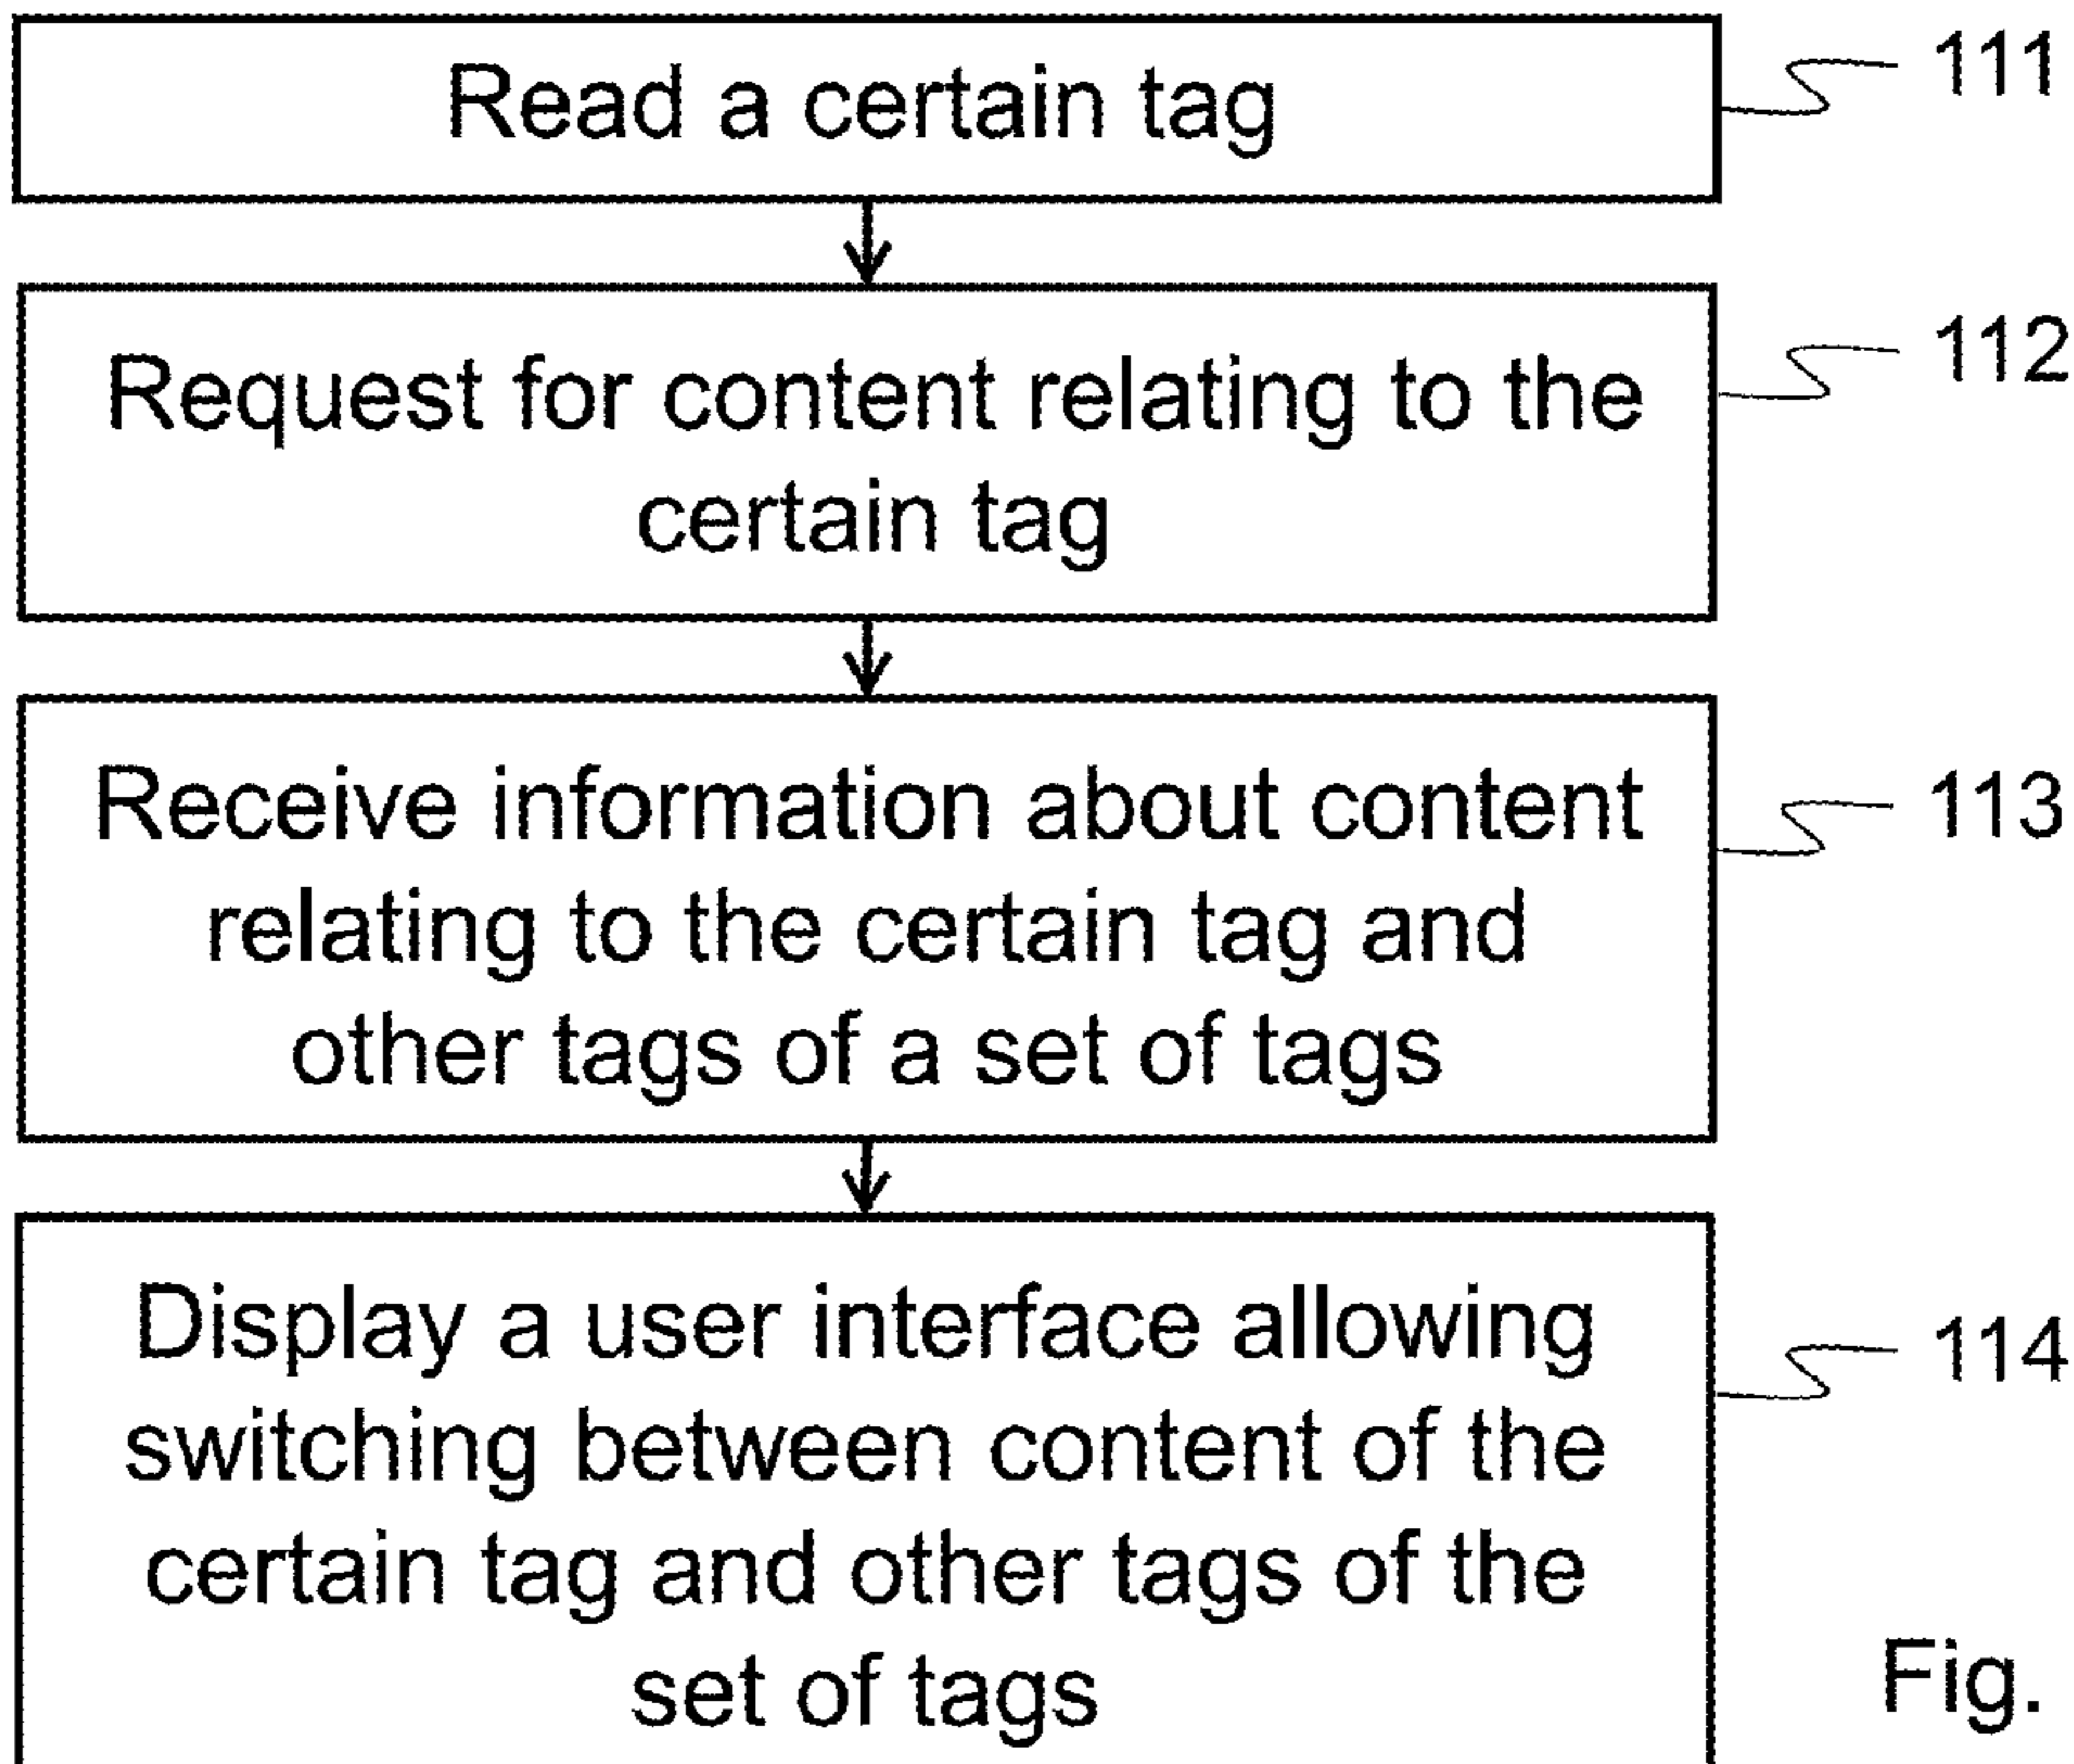 Read a certain tag
111
Request for content relating to the
certain tag
112
Receive information about content
relating to the certain tag and
other tags of a set of tags
113
Display a user interface allowing
switching between content of the
certain tag and other tags of the
set of tags
114
Fig.